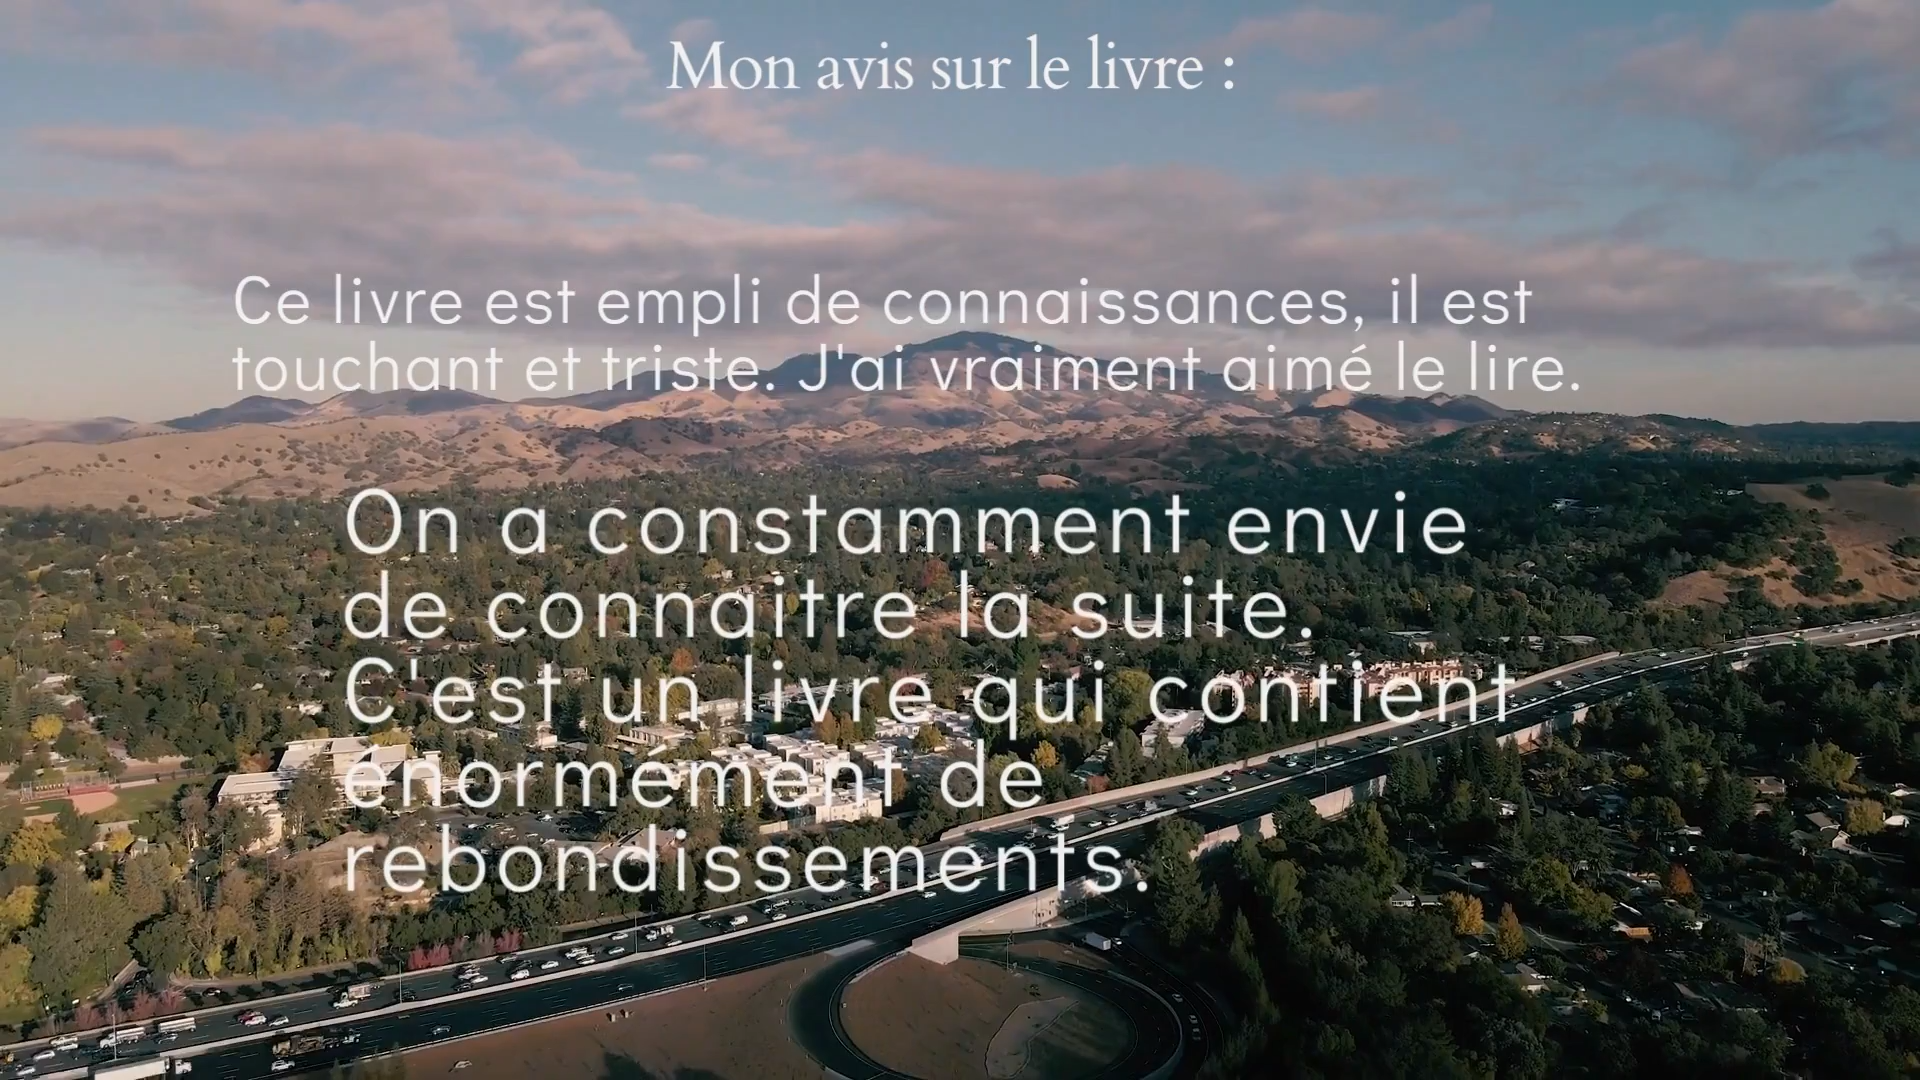 Mon avis sur le livre :
Ce livre est empli de connaissances, il est
touchant et triste. J'ai vraiment aimé le lire.
On a constamment envie
de connaitre la suite.
C'est un livre qui contient
énormément de
rebondissements.